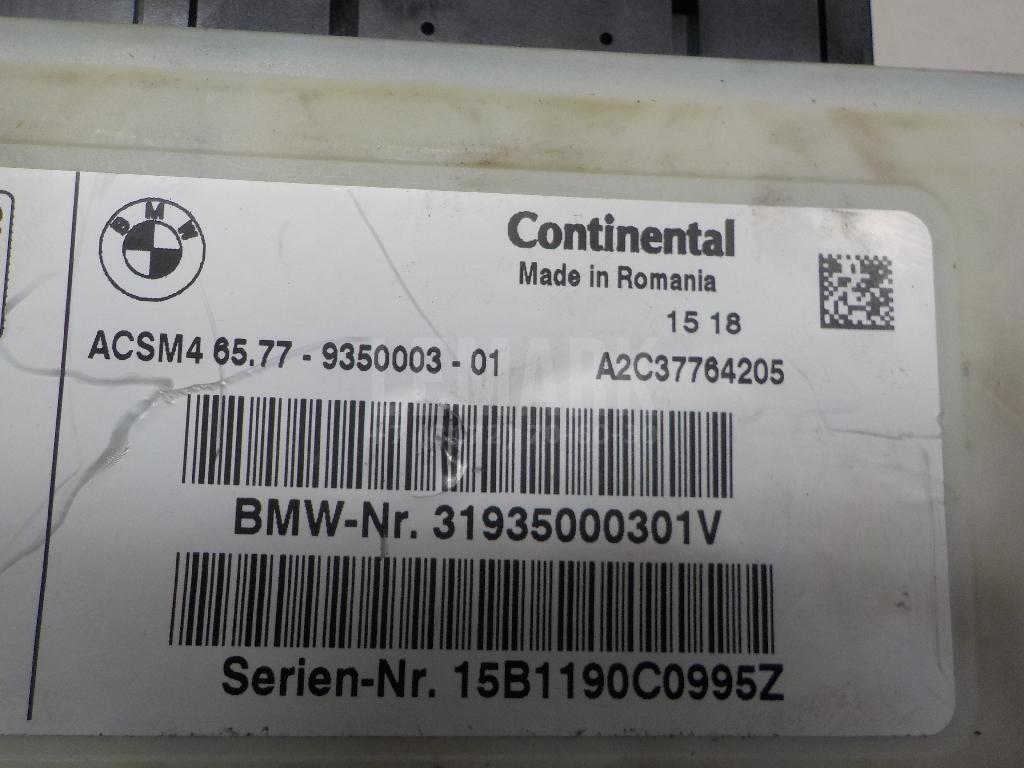 BMW
Continental
Made in Romania
15 18
ACSM4 65.77 - 9350003 - 01
A2C37764205
LEMARK
BMW-Nr. 31935000301V
Serien-Nr. 15B1190C0995Z